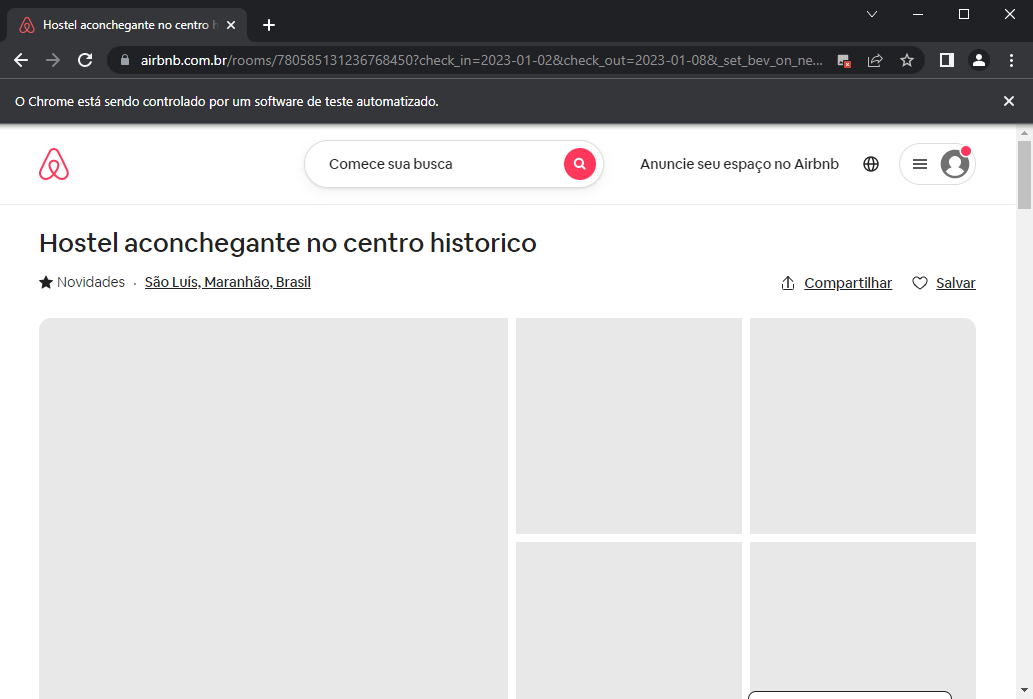 Hostel aconchegante no centro h
airbnb.com.br/rooms/780585131236768450?check_in=2023-01-02&check_out=2023-01-08&_set_bev_on_ne...
O Chrome está sendo controlado por um software de teste automatizado.
Comece sua busca
Anuncie seu espaço no Airbnb
Hostel aconchegante no centro historico
Novidades · São Luís, Maranhão, Brasil
Compartilhar
Salvar